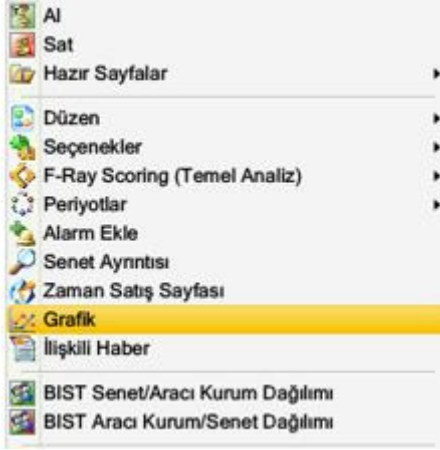 Al
Sat
Hazır Sayfalar
Düzen
Seçenekler
F-Ray Scoring (Temel Analiz)
Periyotlar
Alarm Ekle
Senet Ayrıntısı
Zaman Satış Sayfası
Grafik
İlişkili Haber
BIST Senet/Aracı Kurum Dağılımı
BIST Aracı Kurum/Senet Dağılımı